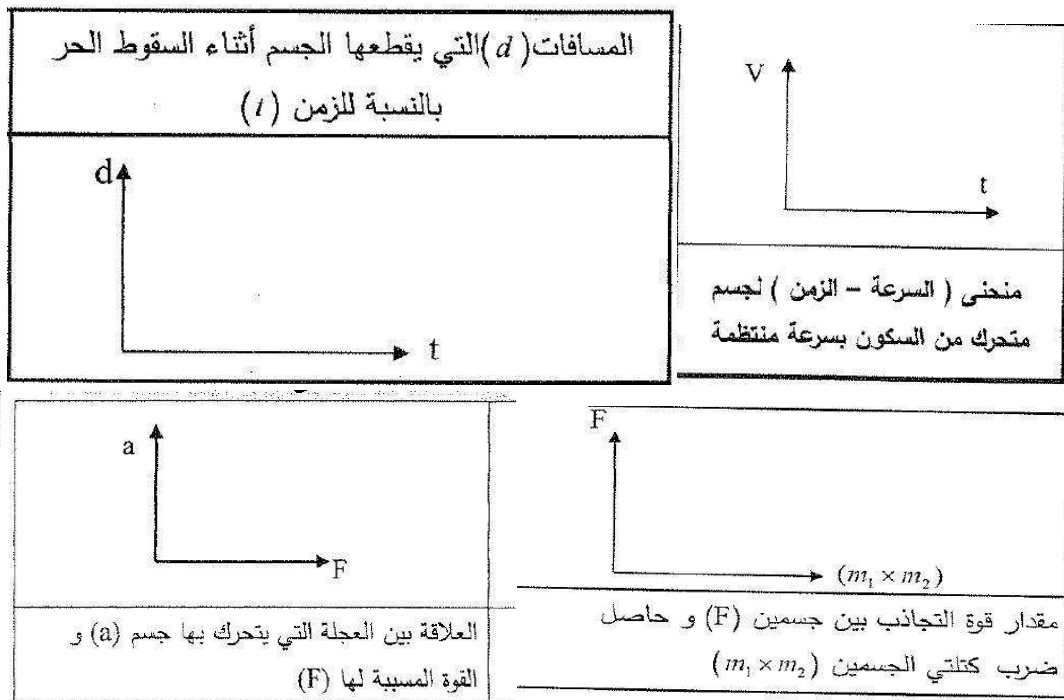 المسافات (d) التي يقطعها الجسم أثناء السقوط الحر
بالنسبة للزمن (t)
d
t
V
t
منحنى ( السرعة – الزمن ) لجسم
متحرك من السكون بسرعة منتظمة
a
F
العلاقة بين العجلة التي يتحرك بها جسم (a) و
القوة المسببة لها (F)
F
(m₁ × m₂)
مقدار قوة التجاذب بين جسمين (F) و حاصل
ضرب كتلتي الجسمين (m₁ × m₂)